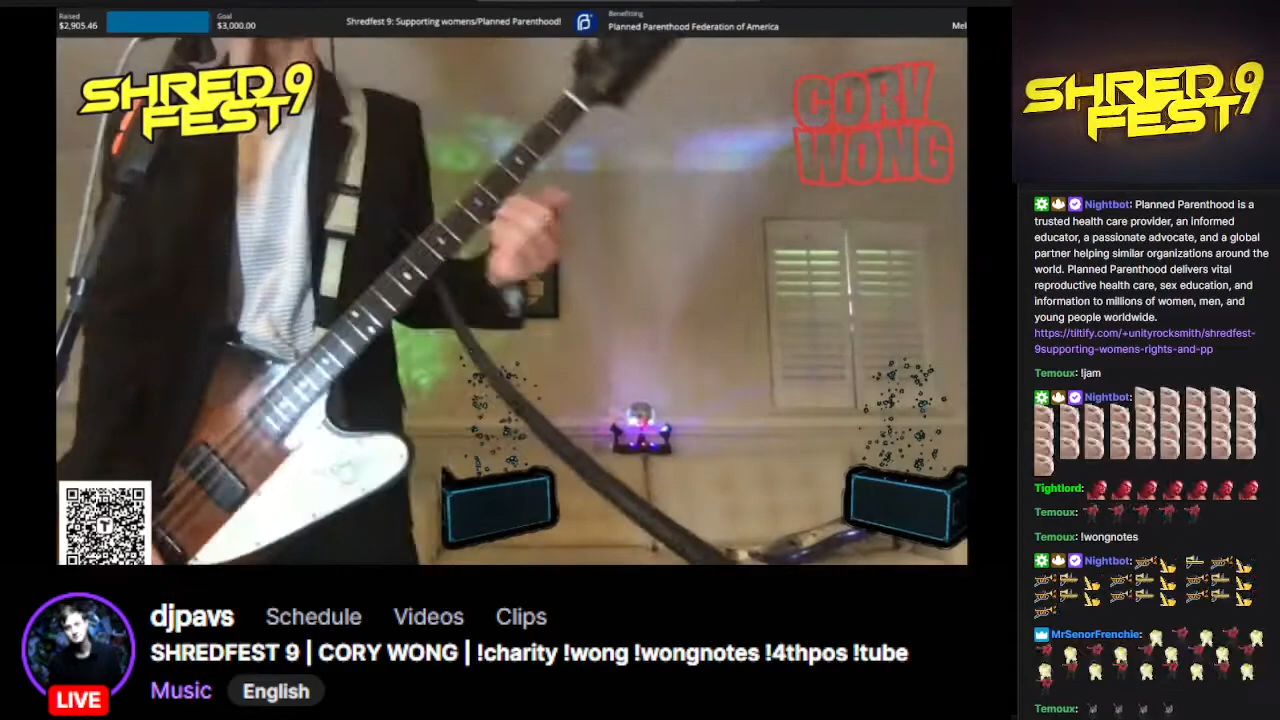 Raised
$2,905.46
Goal
$3,000.00
Shredfest 9: Supporting womens/Planned Parenthood!
Benefitting
Planned Parenthood Federation of America
Mel
SHRED 9
FEST
CORY
WONG
T
SHRED 9
FEST
Nightbot: Planned Parenthood is a
trusted health care provider, an informed
educator, a passionate advocate, and a global
partner helping similar organizations around the
world. Planned Parenthood delivers vital
reproductive health care, sex education, and
information to millions of women, men, and
young people worldwide.
https://tiltify.com/+unityrocksmith/shredfest-
9supporting-womens-rights-and-pp
Temoux: !jam
Nightbot:
Tightlord:
Temoux:
Temoux: !wongnotes
Nightbot:
MrSenorFrenchie:
Temoux:
djpavs Schedule Videos Clips
SHREDFEST 9 | CORY WONG | !charity !wong !wongnotes !4thpos !tube
LIVE
Music English